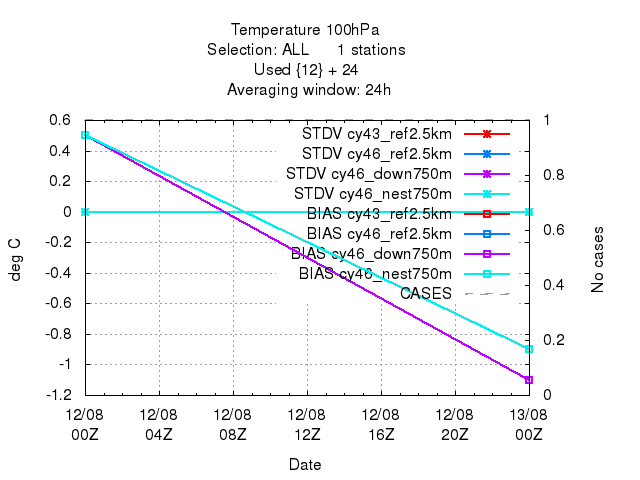 Temperature 100hPa
Selection: ALL 1 stations
Used {12} + 24
Averaging window: 24h
0.6
0.4
0.2
0
-0.2
-0.4
-0.6
-0.8
-1
-1.2
deg C
1
0.8
0.6
0.4
0.2
0
No cases
STDV cy43_ref2.5km
STDV cy46_ref2.5km
STDV cy46_down750m
STDV cy46_nest750m
BIAS cy43_ref2.5km
BIAS cy46_ref2.5km
BIAS cy46_down750m
BIAS cy46_nest750m
CASES
12/08 12/08 12/08 12/08 12/08 12/08 13/08
00Z 04Z 08Z 12Z 16Z 20Z 00Z
Date